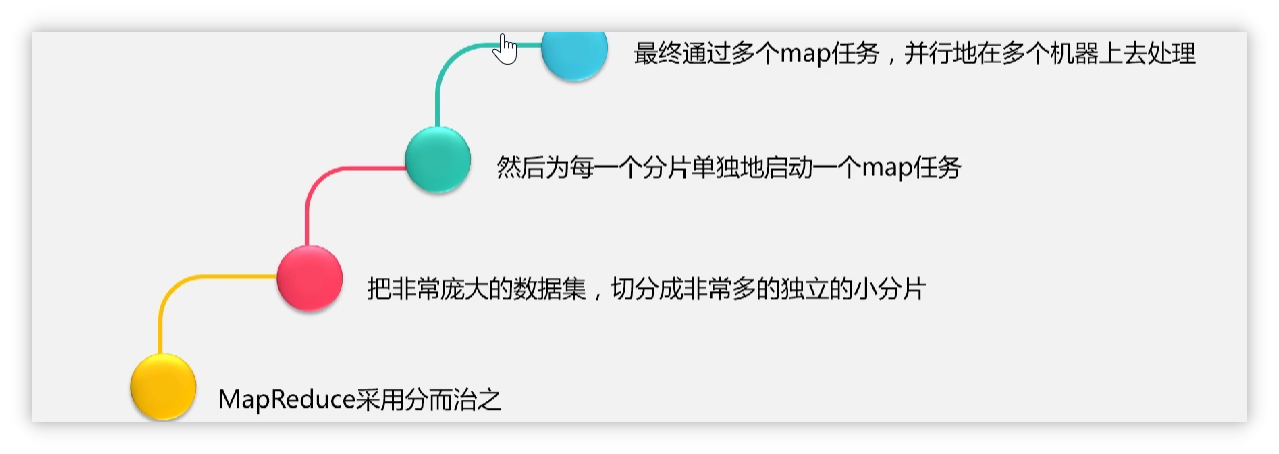 最终通过多个map任务，并行地在多个机器上去处理
然后为每一个分片单独地启动一个map任务
把非常庞大的数据集，切分成非常多的独立的小分片
MapReduce采用分而治之